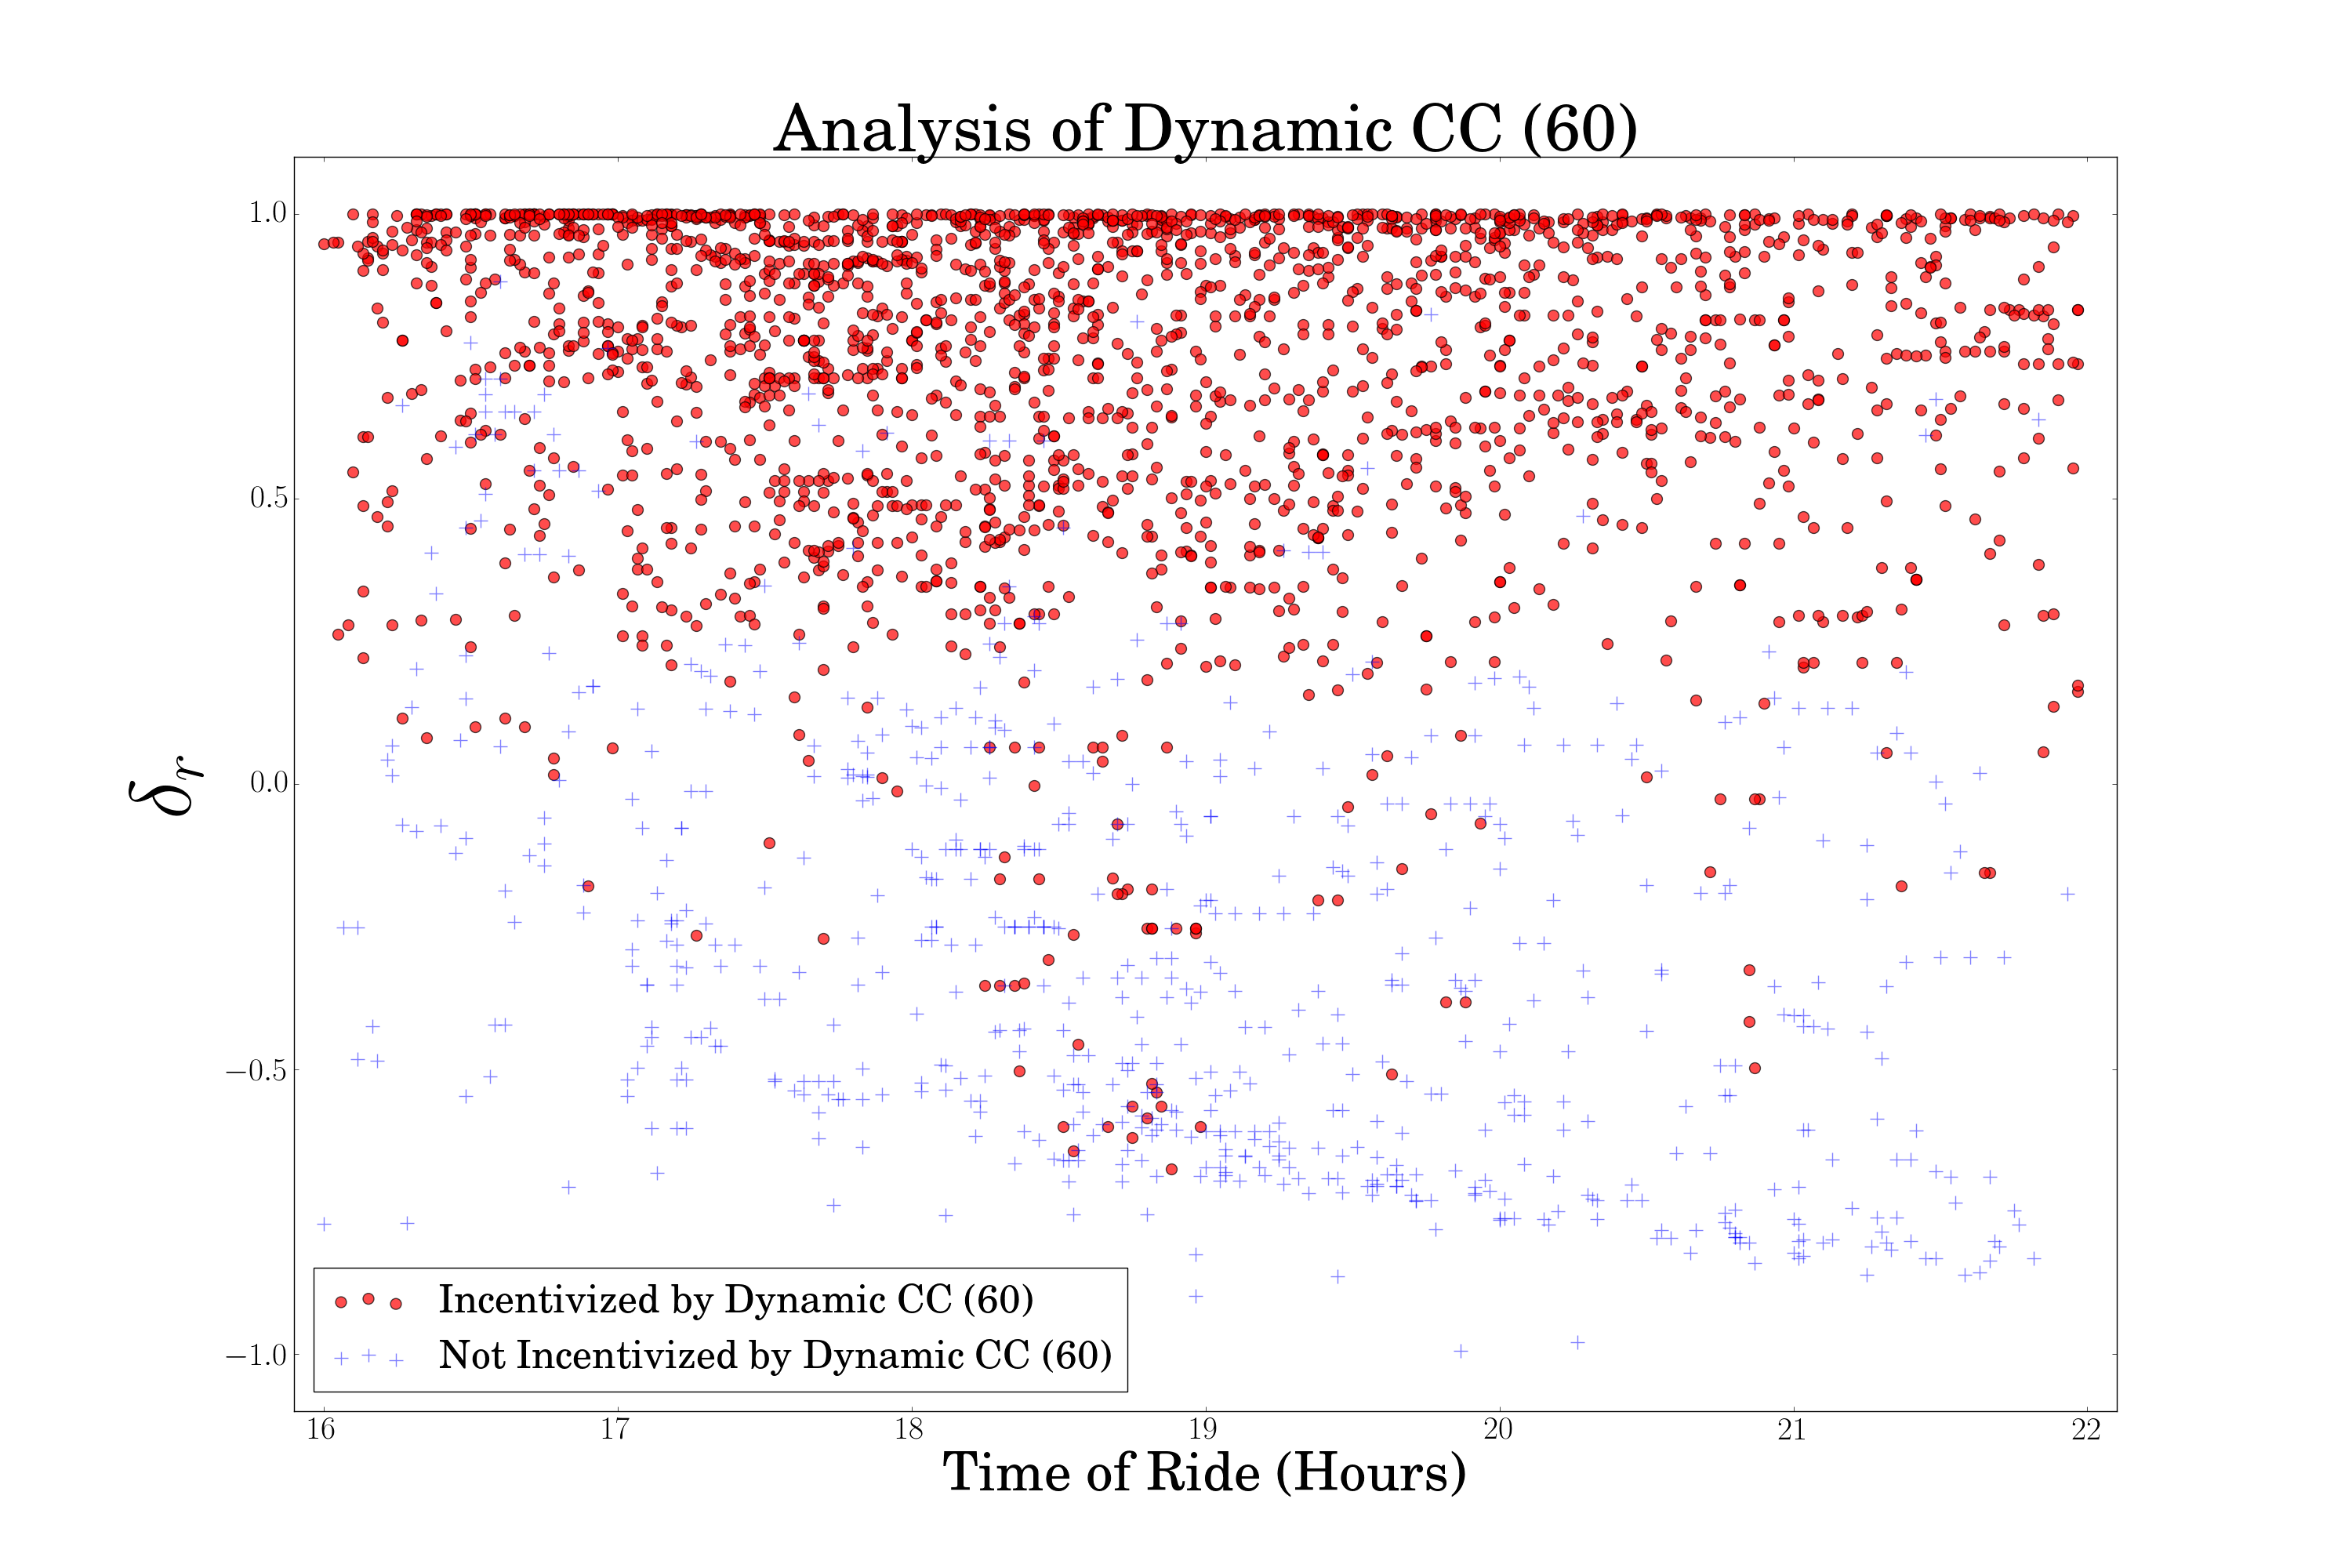 Analysis of Dynamic CC (60)
1.0
0.5
0.0
−0.5
−1.0
δr
Incentivized by Dynamic CC (60)
Not Incentivized by Dynamic CC (60)
16 17 18 19 20 21 22
Time of Ride (Hours)